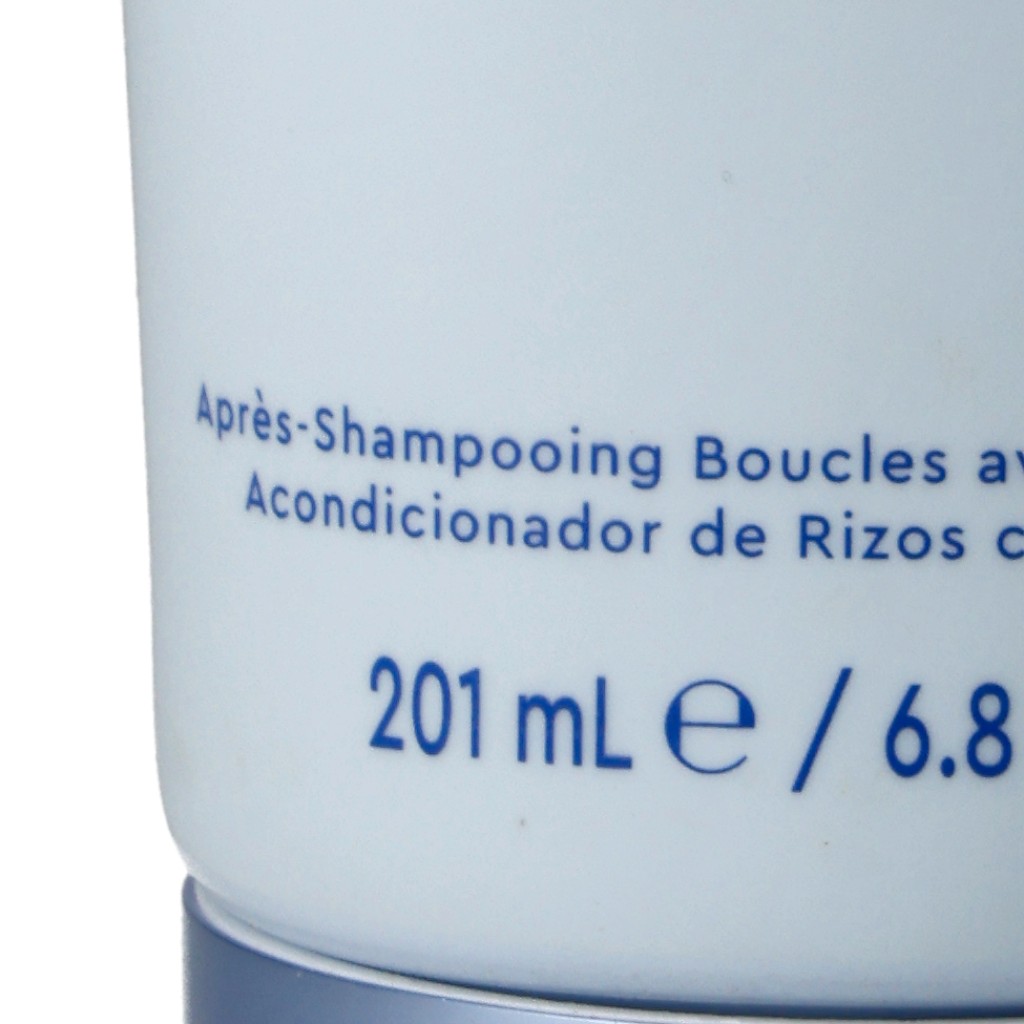 Après-Shampooing Boucles
Acondicionador de Rizos
201 mL ℮ / 6.8